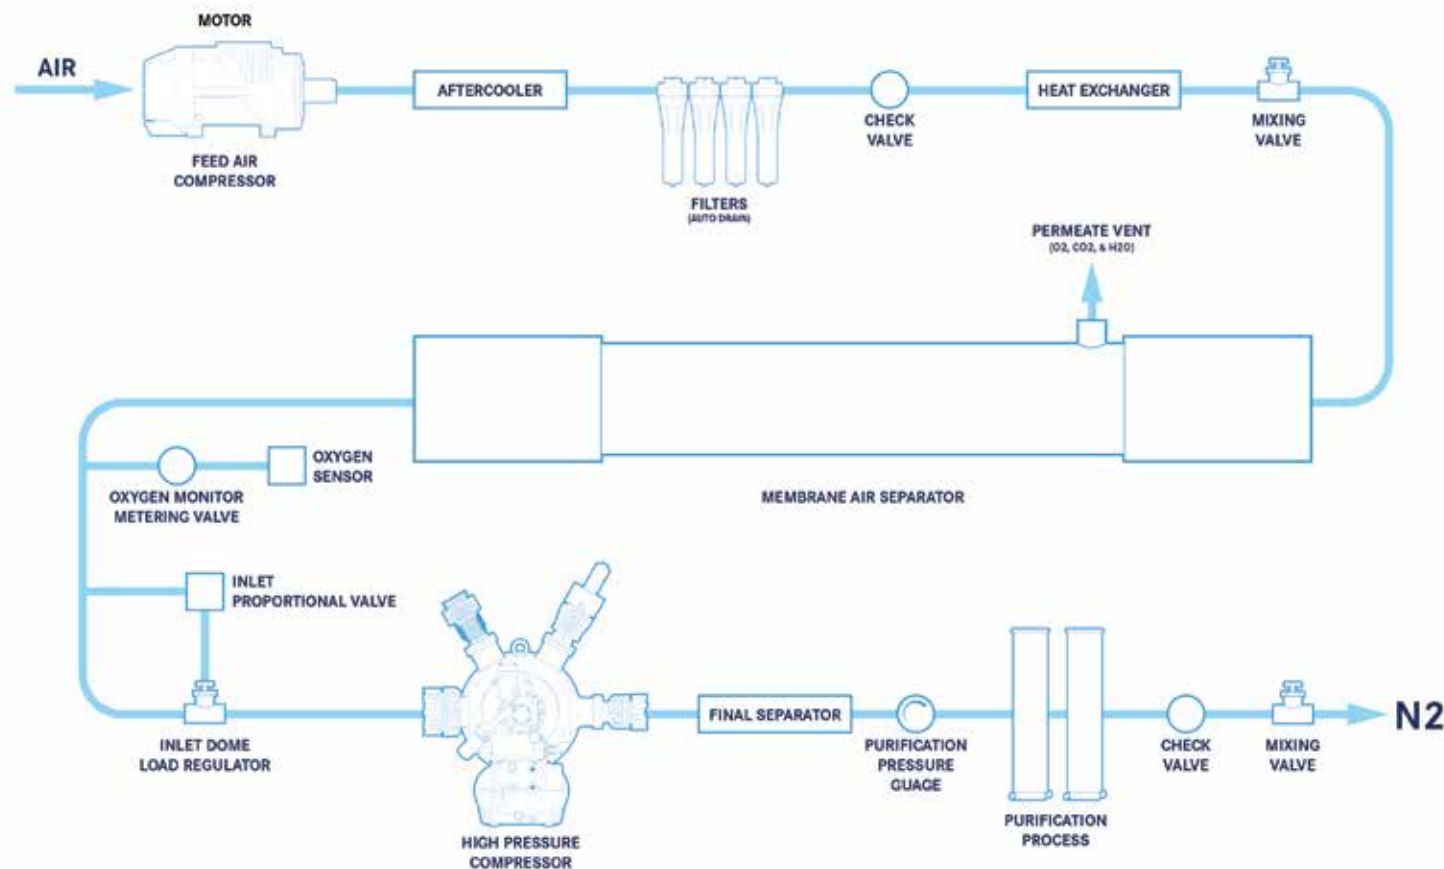 MOTOR
AIR
FEED AIR
COMPRESSOR
AFTERCOOLER
FILTERS
(AUTO DRAIN)
CHECK
VALVE
HEAT EXCHANGER
MIXING
VALVE
PERMEATE VENT
(O2, CO2, & H2O)
MEMBRANE AIR SEPARATOR
OXYGEN
SENSOR
OXYGEN MONITOR
METERING VALVE
INLET
PROPORTIONAL VALVE
INLET DOME
LOAD REGULATOR
HIGH PRESSURE
COMPRESSOR
FINAL SEPARATOR
PURIFICATION
PRESSURE
GUAGE
PURIFICATION
PROCESS
CHECK
VALVE
MIXING
VALVE
N2